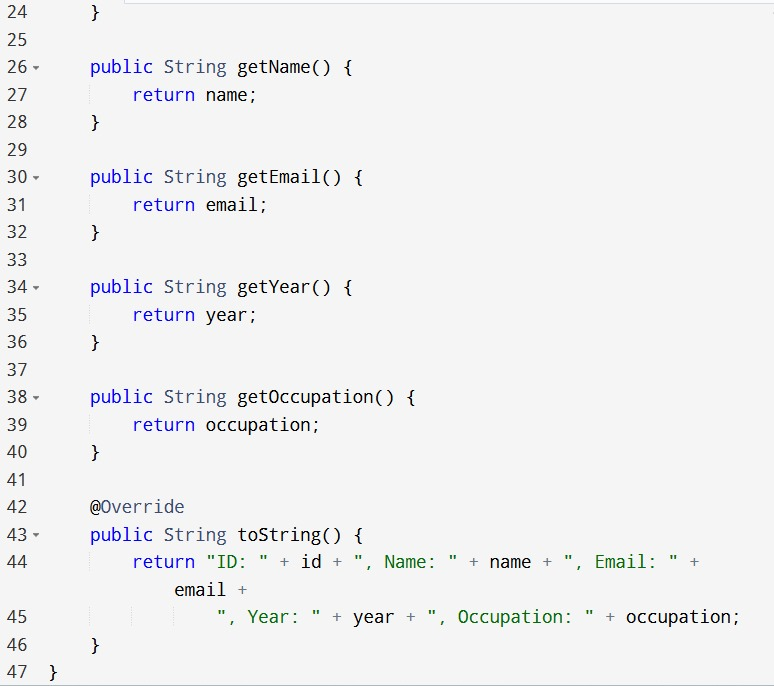 24     }
25
26     public String getName() {
27         return name;
28     }
29
30     public String getEmail() {
31         return email;
32     }
33
34     public String getYear() {
35         return year;
36     }
37
38     public String getOccupation() {
39         return occupation;
40     }
41
42     @Override
43     public String toString() {
44         return "ID: " + id + ", Name: " + name + ", Email: " +
            email +
45                 ", Year: " + year + ", Occupation: " + occupation;
46     }
47 }